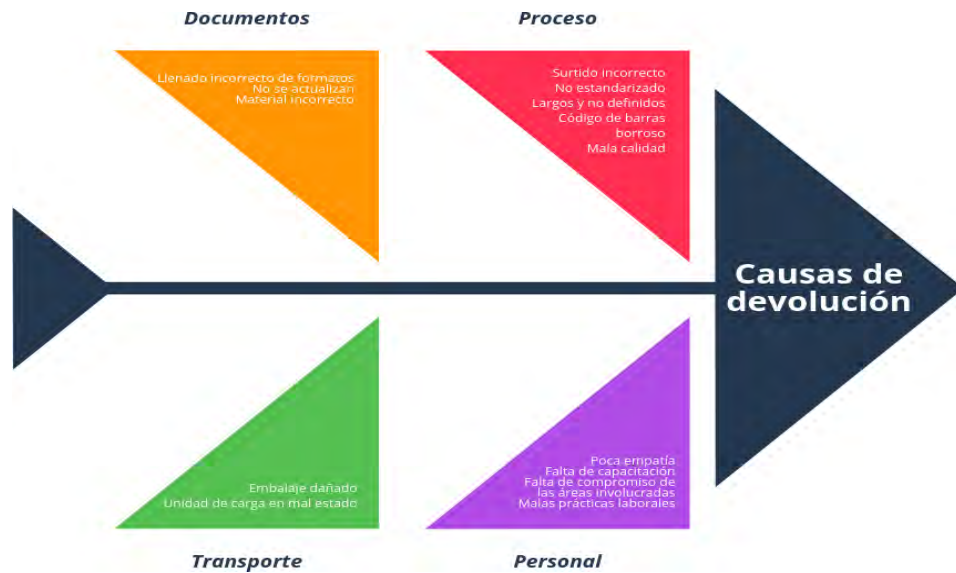 Documentos
Llenado incorrecto de formatos
No se actualizan
Material incorrecto
Proceso
Surtido incorrecto
No estandarizado
Largos y no definidos
Código de barras
borroso
Mala calidad
Causas de
devolución
Embalaje dañado
Unidad de carga en mal estado
Transporte
Poca empatía
Falta de capacitación
Falta de compromiso de
las áreas involucradas
Malas prácticas laborales
Personal